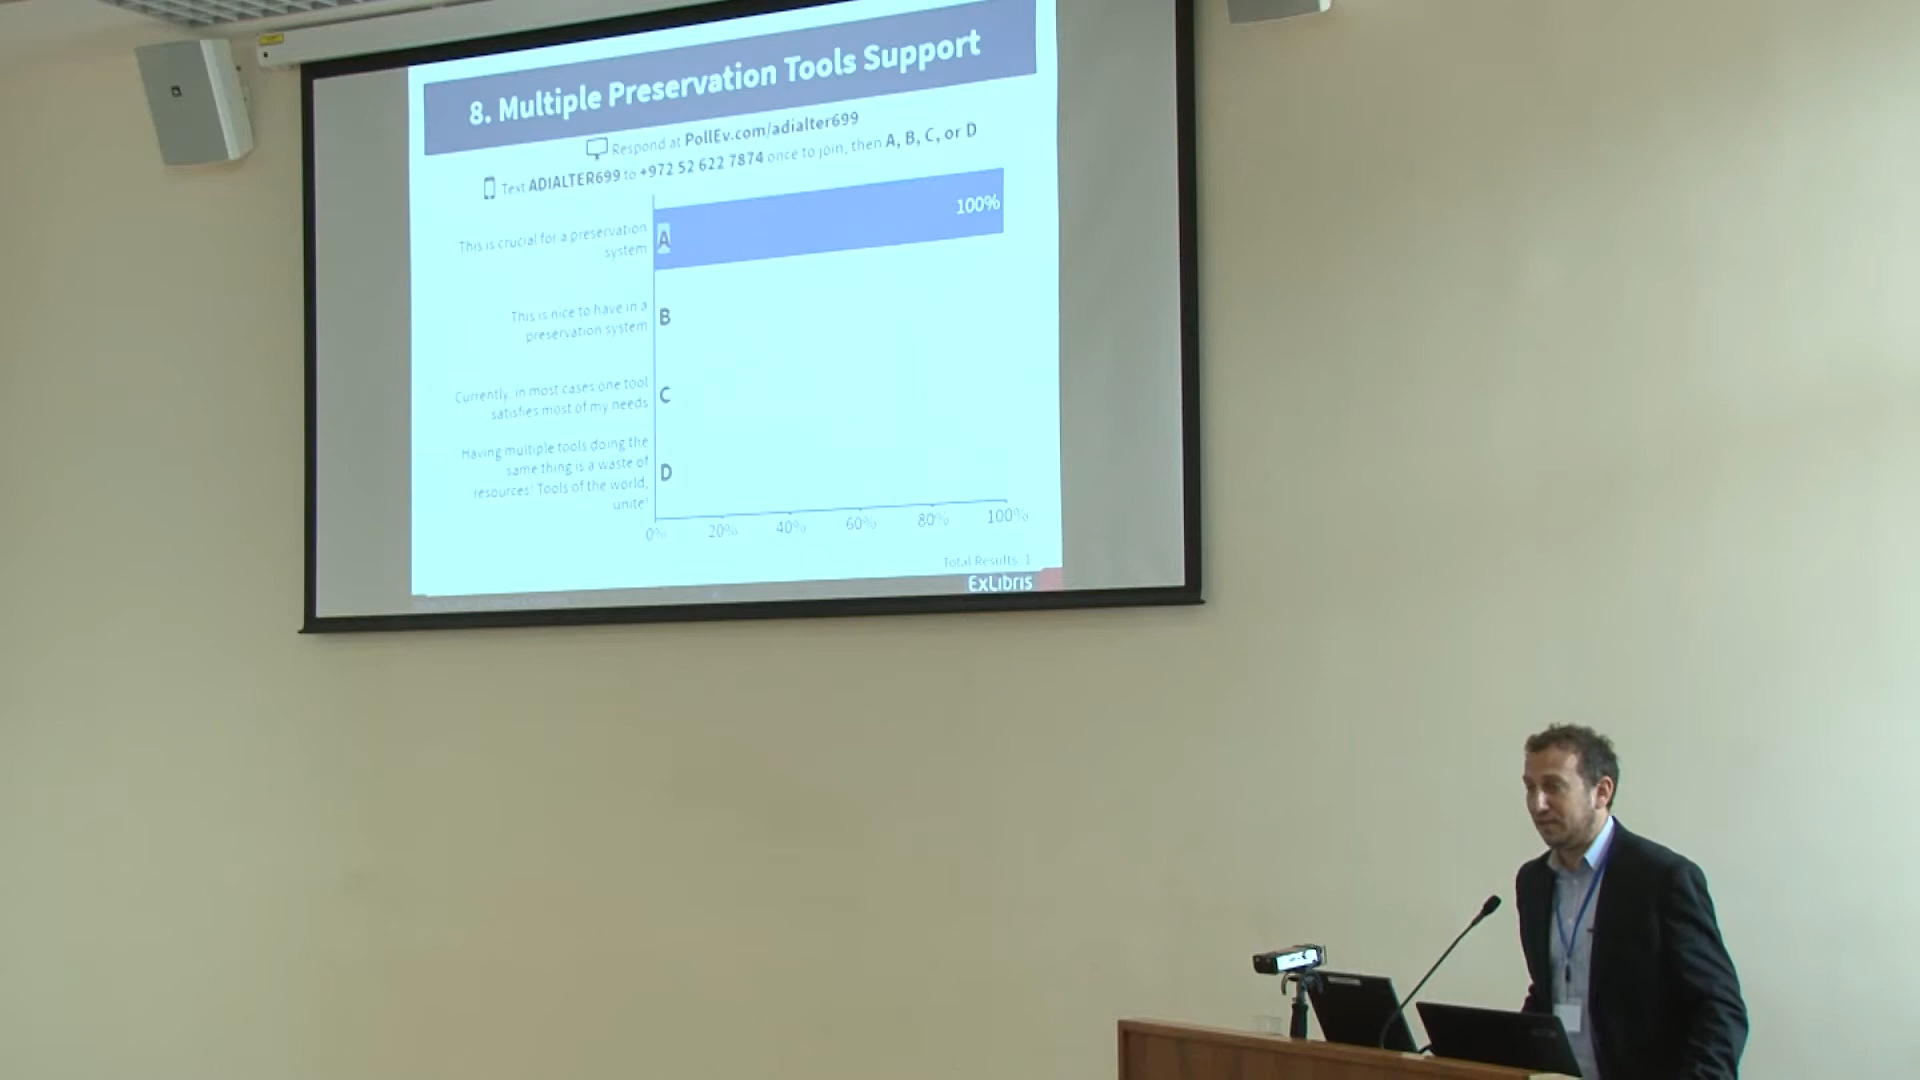 8. Multiple Preservation Tools Support
Respond at PollEv.com/adialter699
Text ADIALTER699 to +972 52 622 7874 once to join, then A, B, C, or D
This is crucial for a preservation
system
A
100%
This is nice to have in a
preservation system
B
Currently, in most cases one tool
satisfies most of my needs
C
Having multiple tools doing the
same thing is a waste of
resources! Tools of the world,
unite!
D
0% 20% 40% 60% 80% 100%
Total Results: 1
ExLibris